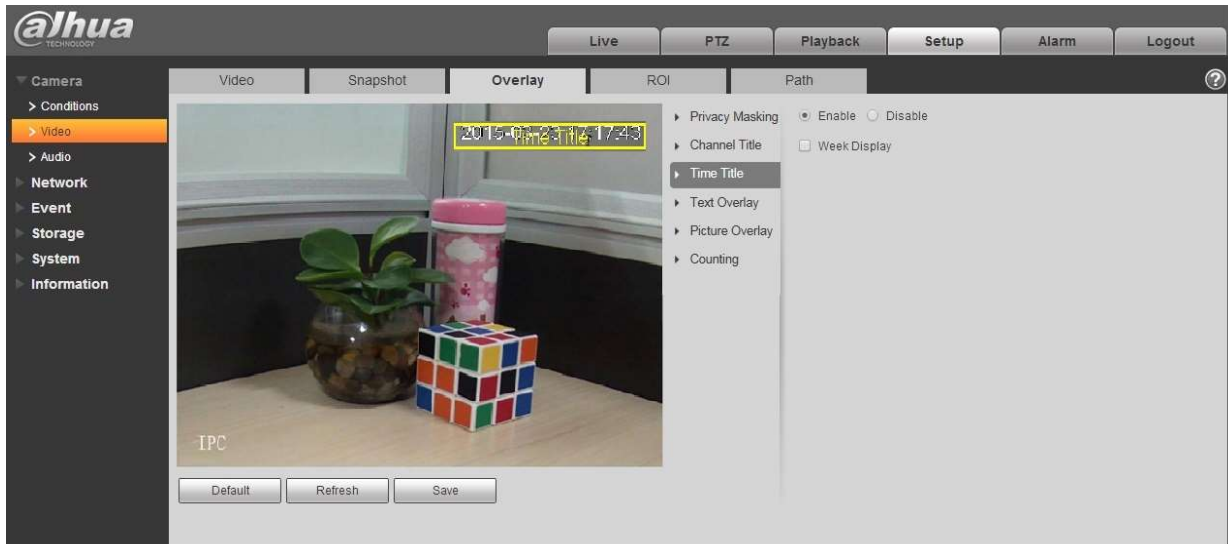 alhua
TECHNOLOGY
Live
PTZ
Playback
Setup
Alarm
Logout
Camera
> Conditions
> Video
> Audio
Network
Event
Storage
System
Information
Video
Snapshot
Overlay
ROI
Path
?
Time Title
IPC
Privacy Masking
Channel Title
Time Title
Text Overlay
Picture Overlay
Counting
Enable
Disable
Week Display
Default
Refresh
Save